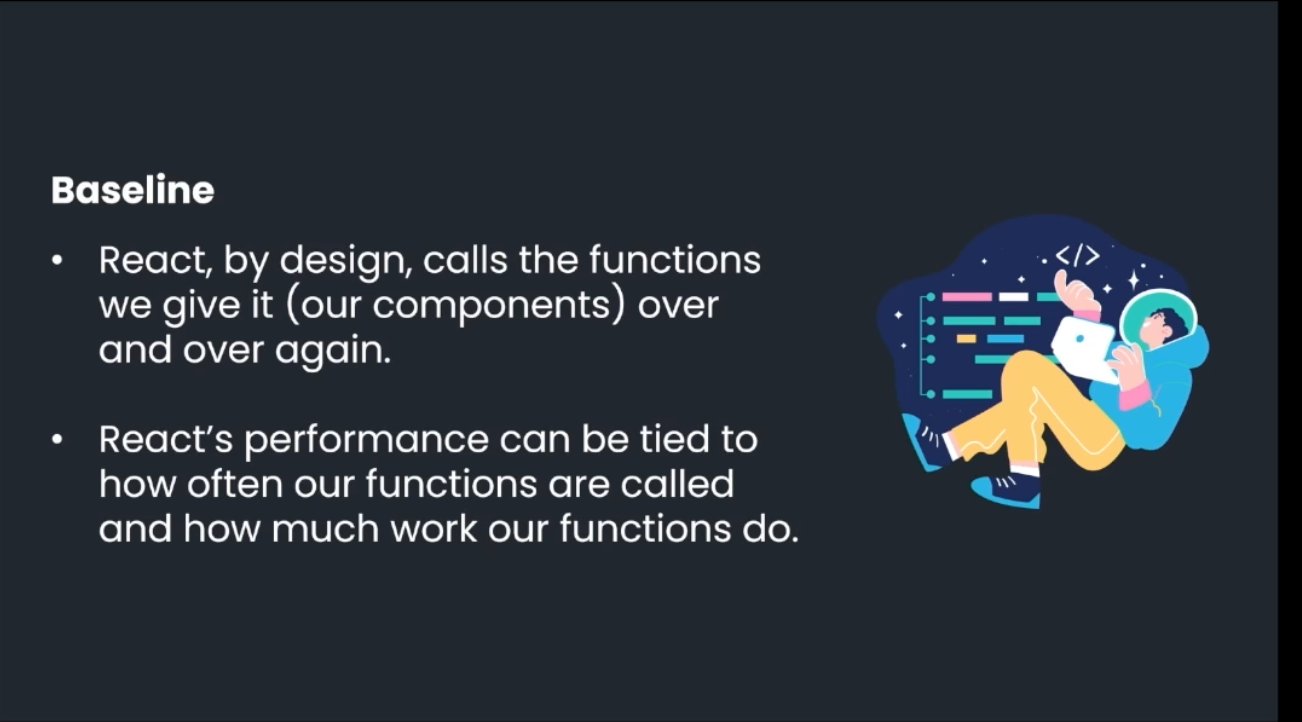 Baseline
• React, by design, calls the functions
we give it (our components) over
and over again.
• React’s performance can be tied to
how often our functions are called
and how much work our functions do.
</>